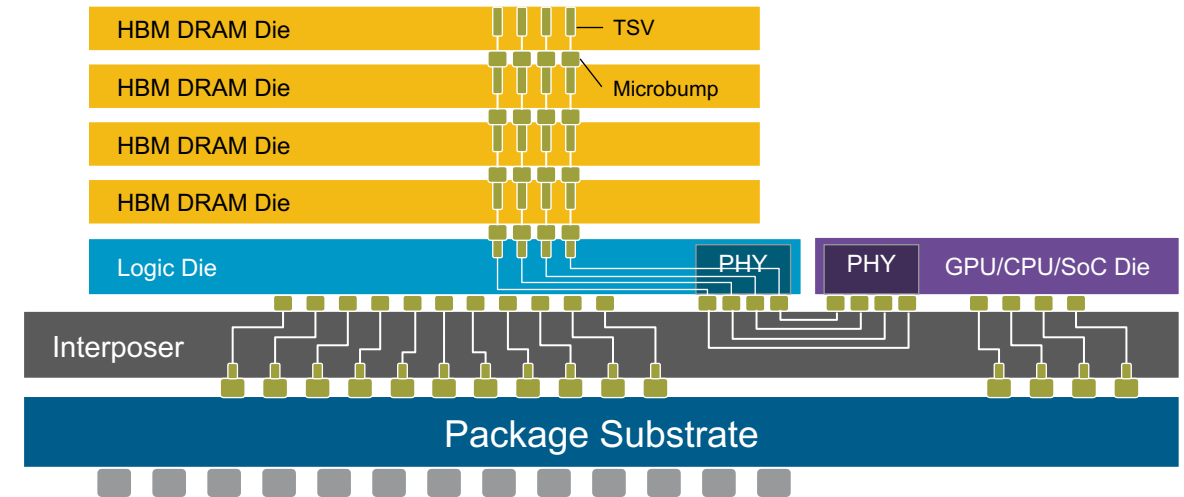 HBM DRAM Die
TSV
HBM DRAM Die
Microbump
HBM DRAM Die
HBM DRAM Die
Logic Die
PHY
PHY
GPU/CPU/SoC Die
Interposer
Package Substrate